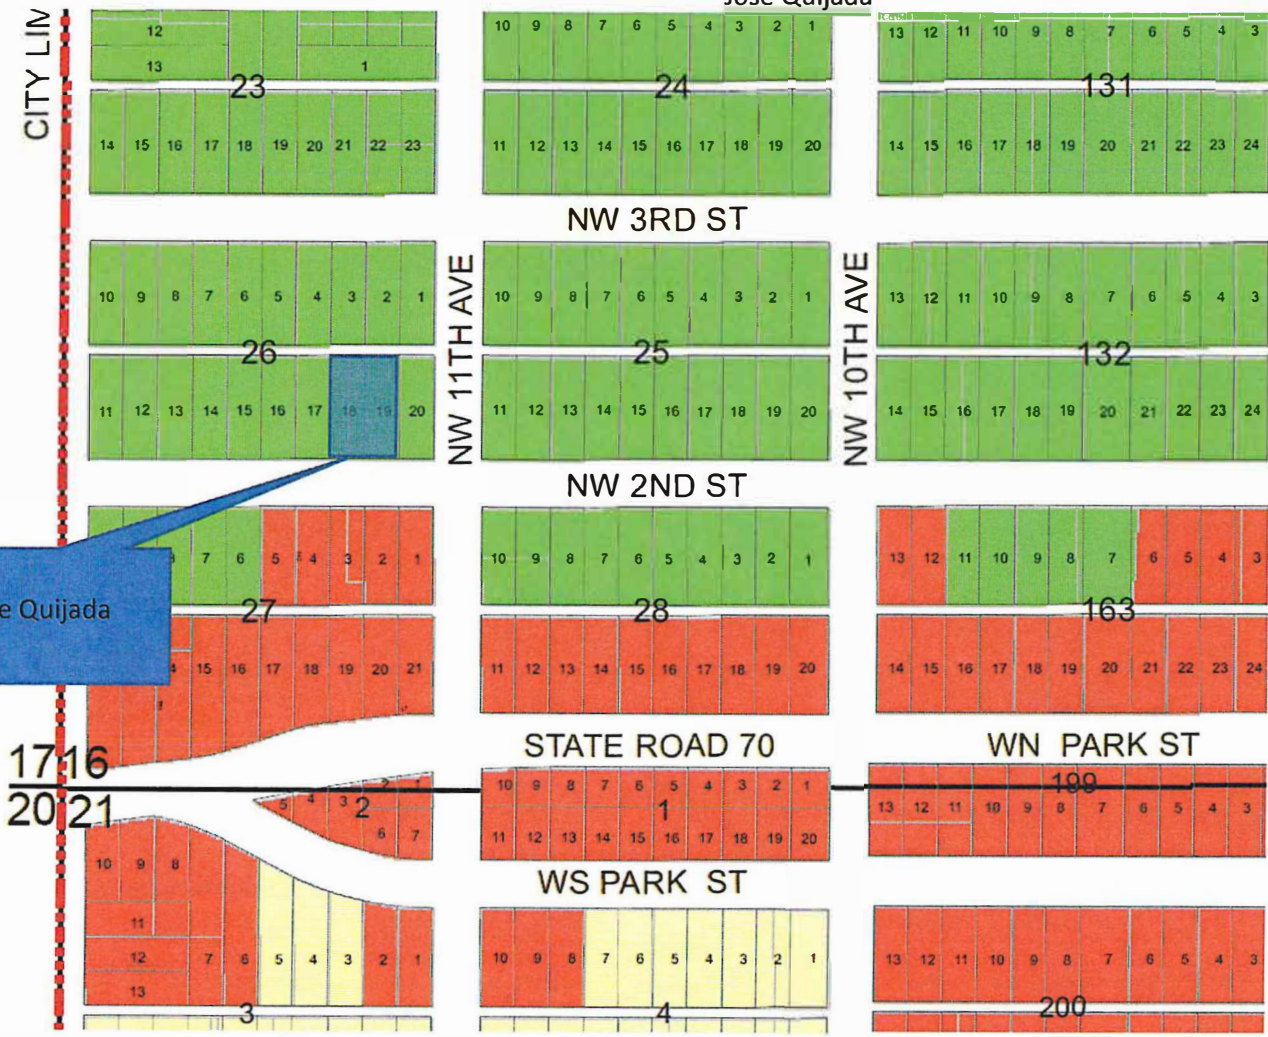 Jose Quijada
CITY LIN
12
13 1
23
14 15 16 17 18 19 20 21 22 23
10 9 8 7 6 5 4 3 2 1
24
11 12 13 14 15 16 17 18 19 20
13 12 11 10 9 8 7 6 5 4 3
131
14 15 16 17 18 19 20 21 22 23 24
NW 3RD ST
10 9 8 7 6 5 4 3 2 1
26
11 12 13 14 15 16 17 18 19 20
NW 11TH AVE
10 9 8 7 6 5 4 3 2 1
25
11 12 13 14 15 16 17 18 19 20
NW 10TH AVE
13 12 11 10 9 8 7 6 5 4 3
132
14 15 16 17 18 19 20 21 22 23 24
NW 2ND ST
7 6 5 4 3 2 1
27
e Quijada
15 16 17 18 19 20 21
10 9 8 7 6 5 4 3 2 1
28
11 12 13 14 15 16 17 18 19 20
13 12 11 10 9 8 7 6 5 4 3
163
14 15 16 17 18 19 20 21 22 23 24
STATE ROAD 70
WN PARK ST
17 16
20 21
2 1
5 4 3
2
6 7
10 9 8 7 6 5 4 3 2 1
1
11 12 13 14 15 16 17 18 19 20
199
13 12 11 10 9 8 7 6 5 4 3
WS PARK ST
10 9 8
11
12 7 6 5 4 3 2 1
13
3
10 9 8 7 6 5 4 3 2 1
4
13 12 11 10 9 8 7 6 5 4 3
200